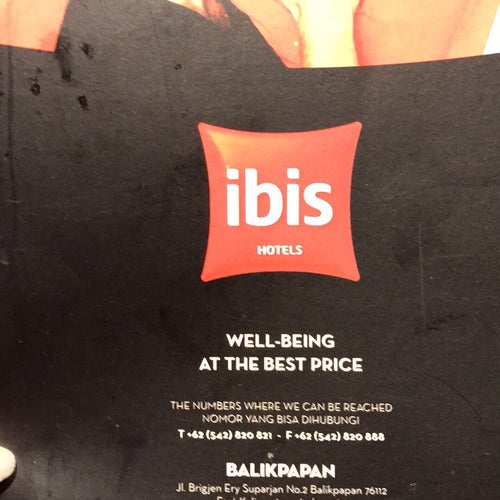 ibis
HOTELS
WELL-BEING
AT THE BEST PRICE
THE NUMBERS WHERE WE CAN BE REACHED
NOMOR YANG BISA DIHUBUNGI
T +62 (542) 820 821 - F +62 (542) 820 888
BALIKPAPAN
Jl. Brigjen Ery Suparjan No.2 Balikpapan 76112